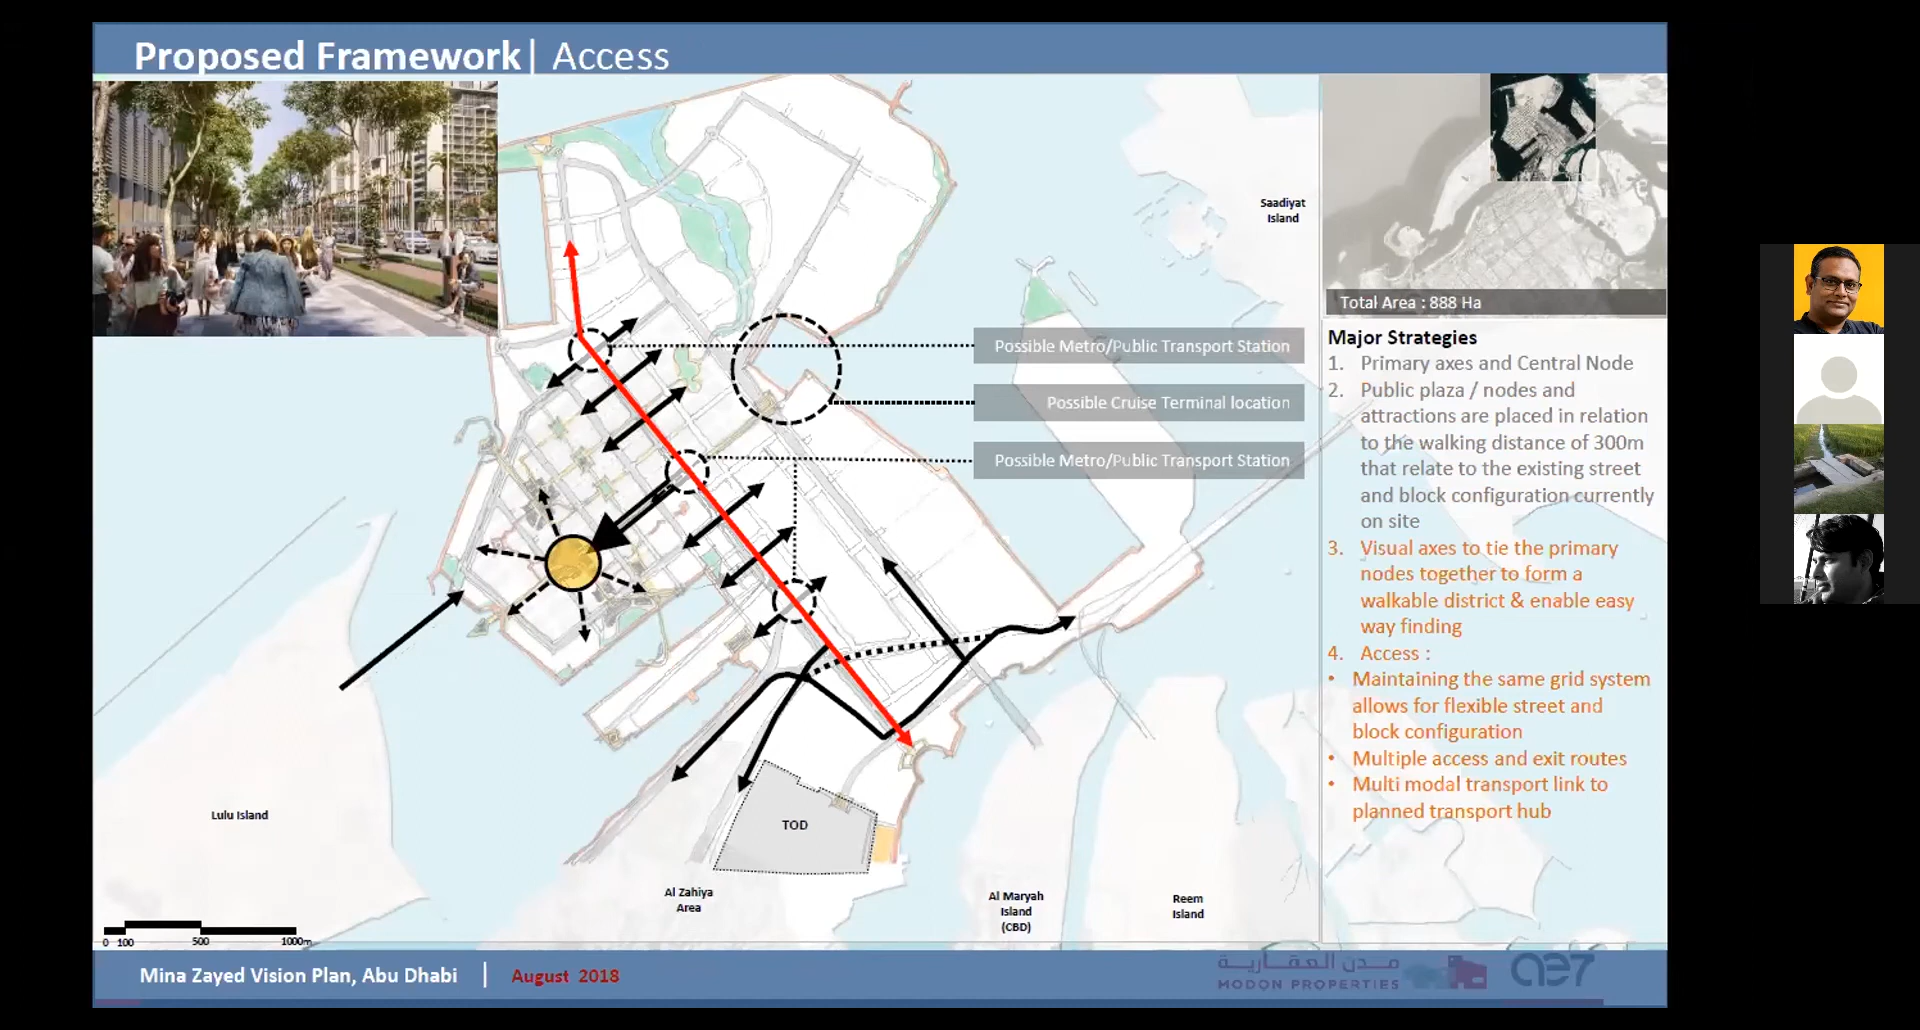 Proposed Framework| Access
Saadiyat
Island
Possible Metro/Public Transport Station
Possible Cruise Terminal location
Possible Metro/Public Transport Station
Lulu Island
TOD
Al Zahiya
Area
Al Maryah
Island
(CBD)
Reem
Island
0 100 500 1000m
Total Area : 888 Ha
Major Strategies
1. Primary axes and Central Node
2. Public plaza / nodes and
attractions are placed in relation
to the walking distance of 300m
that relate to the existing street
and block configuration currently
on site
3. Visual axes to tie the primary
nodes together to form a
walkable district & enable easy
way finding
4. Access :
• Maintaining the same grid system
allows for flexible street and
block configuration
• Multiple access and exit routes
• Multi modal transport link to
planned transport hub
Mina Zayed Vision Plan, Abu Dhabi | August 2018
مدن العقارية
MODON PROPERTIES
ae7